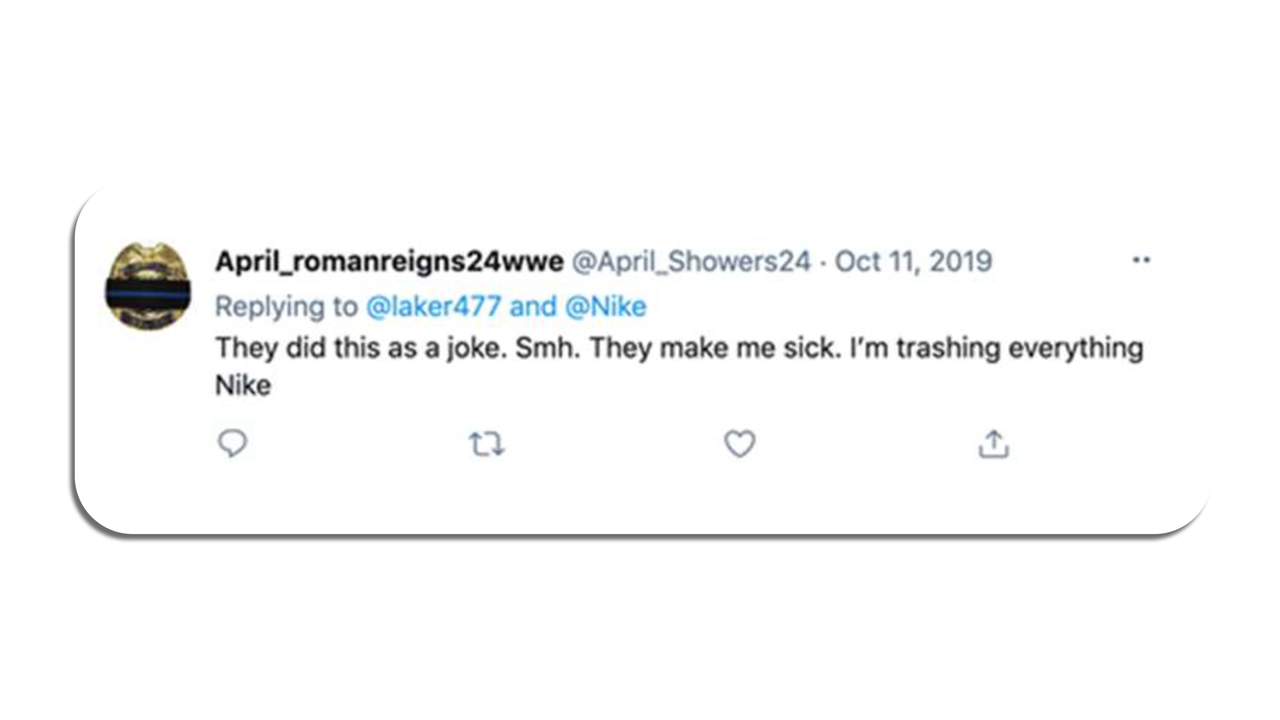 April_romanreigns24wwe @April_Showers24 · Oct 11, 2019
Replying to @laker477 and @Nike
They did this as a joke. Smh. They make me sick. I’m trashing everything
Nike